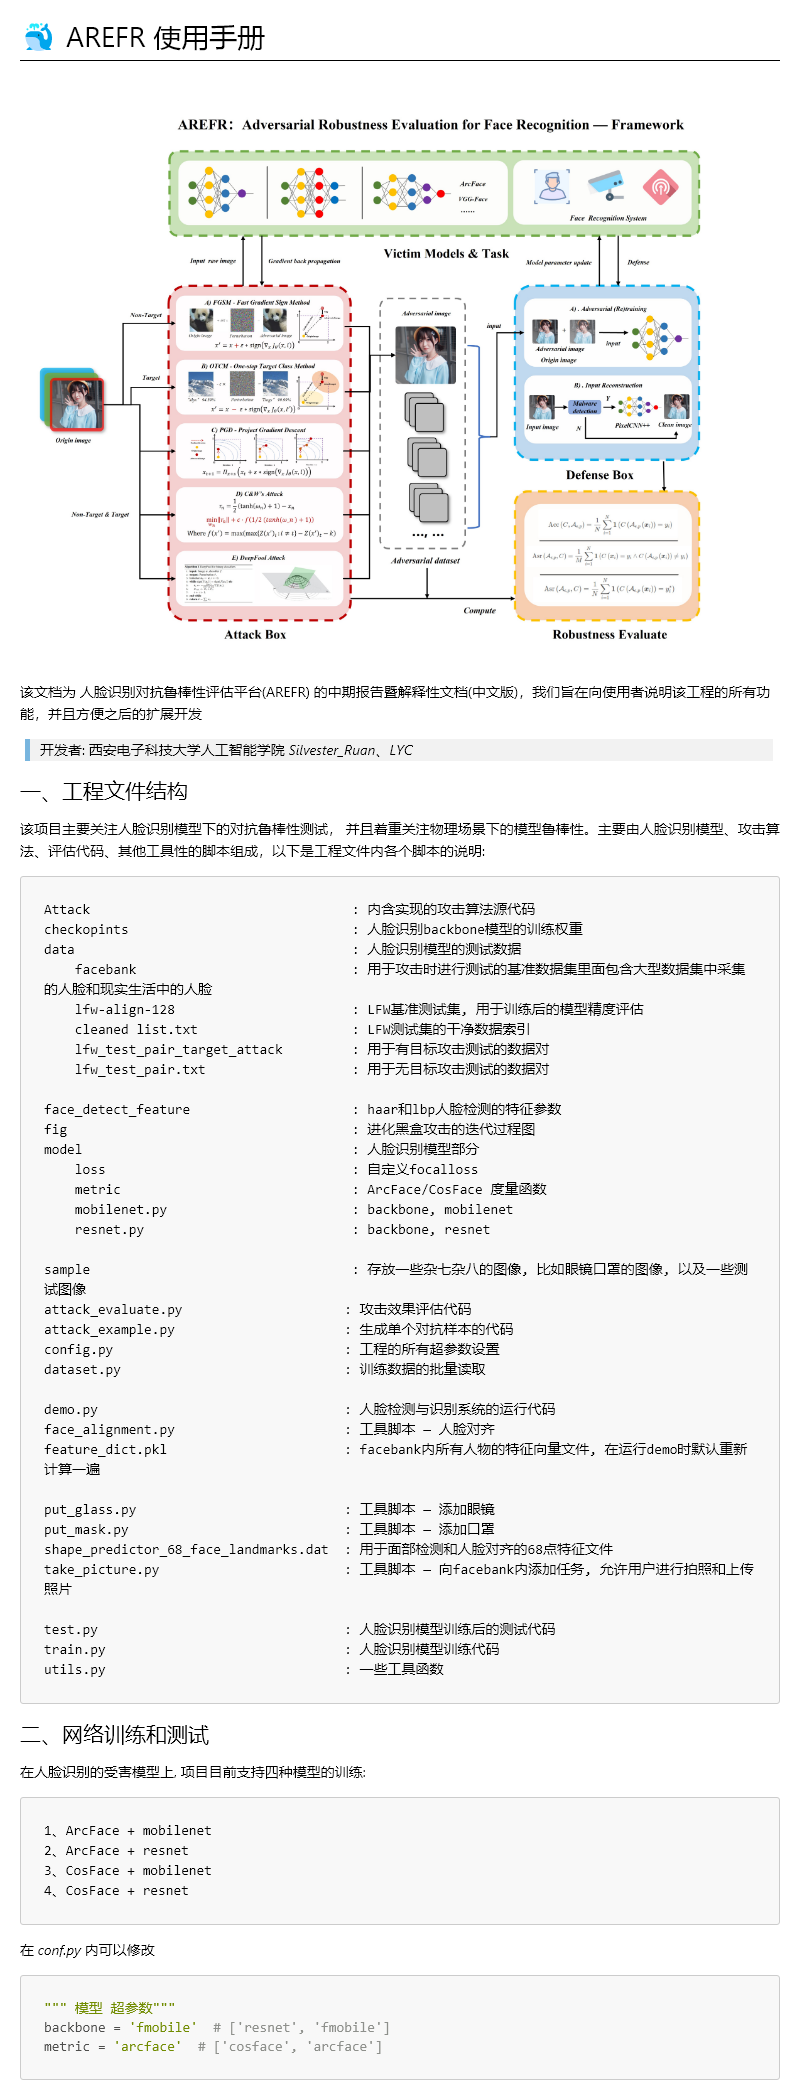 AREFR 使用手册
AREFR：Adversarial Robustness Evaluation for Face Recognition — Framework
ArcFace
VGG-Face
......
Face Recognition System
Victim Models & Task
Input raw image
Gradient back propagation
Model parameter update
Defense
Non-Target
Target
Non-Target & Target
Origin image
A) FGSM - Fast Gradient Sign Method
Origin Image
Perturbation
Adversarial Image
B) OTCM - One-step Target Class Method
C) PGD - Project Gradient Descent
D) C&W's Attack
E) DeepFool Attack
Attack Box
Adversarial image
..., ...
Adversarial dataset
input
Compute
A) . Adversarial (Re)training
Adversarial image
Origin image
Input
B) . Input Reconstruction
Malware
detection
Y
N
Input image
PixelCNN++
Clean image
Defense Box
Robustness Evaluate
该文档为 人脸识别对抗鲁棒性评估平台(AREFR) 的中期报告暨解释性文档(中文版)，我们旨在向使用者说明该工程的所有功
能，并且方便之后的扩展开发
开发者: 西安电子科技大学人工智能学院 Silvester_Ruan、LYC
一、工程文件结构
该项目主要关注人脸识别模型下的对抗鲁棒性测试， 并且着重关注物理场景下的模型鲁棒性。主要由人脸识别模型、攻击算
法、评估代码、其他工具性的脚本组成，以下是工程文件内各个脚本的说明:
Attack : 内含实现的攻击算法源代码
checkopints : 人脸识别backbone模型的训练权重
data : 人脸识别模型的测试数据
facebank : 用于攻击时进行测试的基准数据集里面包含大型数据集中采集
的人脸和现实生活中的人脸
lfw-align-128 : LFW基准测试集, 用于训练后的模型精度评估
cleaned list.txt : LFW测试集的干净数据索引
lfw_test_pair_target_attack : 用于有目标攻击测试的数据对
lfw_test_pair.txt : 用于无目标攻击测试的数据对
face_detect_feature : haar和lbp人脸检测的特征参数
fig : 进化黑盒攻击的迭代过程图
model : 人脸识别模型部分
loss : 自定义focalloss
metric : ArcFace/CosFace 度量函数
mobilenet.py : backbone, mobilenet
resnet.py : backbone, resnet
sample : 存放一些杂七杂八的图像, 比如眼镜口罩的图像, 以及一些测
试图像
attack_evaluate.py : 攻击效果评估代码
attack_example.py : 生成单个对抗样本的代码
config.py : 工程的所有超参数设置
dataset.py : 训练数据的批量读取
demo.py : 人脸检测与识别系统的运行代码
face_alignment.py : 工具脚本 — 人脸对齐
feature_dict.pkl : facebank内所有人物的特征向量文件, 在运行demo时默认重新
计算一遍
put_glass.py : 工具脚本 — 添加眼镜
put_mask.py : 工具脚本 — 添加口罩
shape_predictor_68_face_landmarks.dat : 用于面部检测和人脸对齐的68点特征文件
take_picture.py : 工具脚本 — 向facebank内添加任务, 允许用户进行拍照和上传
照片
test.py : 人脸识别模型训练后的测试代码
train.py : 人脸识别模型训练代码
utils.py : 一些工具函数
二、网络训练和测试
在人脸识别的受害模型上, 项目目前支持四种模型的训练:
1、ArcFace + mobilenet
2、ArcFace + resnet
3、CosFace + mobilenet
4、CosFace + resnet
在 conf.py 内可以修改
""" 模型 超参数"""
backbone = 'fmobile' # ['resnet', 'fmobile']
metric = 'arcface' # ['cosface', 'arcface']